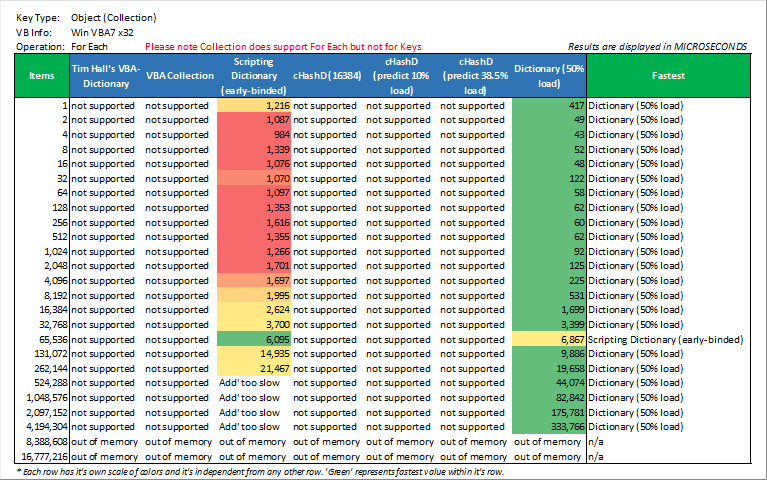 Key Type: Object (Collection)
VB Info: Win VBA7 x32
Operation: For Each Please note Collection does support For Each but not for Keys Results are displayed in MICROSECONDS
Items Tim Hall's VBA-Dictionary VBA Collection Scripting Dictionary (early-binded) cHashD (16384) cHashD (predict 10% load) cHashD (predict 38.5% load) Dictionary (50% load) Fastest
1 not supported not supported 1,216 not supported not supported not supported 417 Dictionary (50% load)
2 not supported not supported 1,087 not supported not supported not supported 49 Dictionary (50% load)
4 not supported not supported 984 not supported not supported not supported 43 Dictionary (50% load)
8 not supported not supported 1,339 not supported not supported not supported 52 Dictionary (50% load)
16 not supported not supported 1,076 not supported not supported not supported 48 Dictionary (50% load)
32 not supported not supported 1,070 not supported not supported not supported 122 Dictionary (50% load)
64 not supported not supported 1,097 not supported not supported not supported 58 Dictionary (50% load)
128 not supported not supported 1,353 not supported not supported not supported 62 Dictionary (50% load)
256 not supported not supported 1,616 not supported not supported not supported 60 Dictionary (50% load)
512 not supported not supported 1,355 not supported not supported not supported 62 Dictionary (50% load)
1,024 not supported not supported 1,266 not supported not supported not supported 92 Dictionary (50% load)
2,048 not supported not supported 1,701 not supported not supported not supported 125 Dictionary (50% load)
4,096 not supported not supported 1,697 not supported not supported not supported 225 Dictionary (50% load)
8,192 not supported not supported 1,995 not supported not supported not supported 531 Dictionary (50% load)
16,384 not supported not supported 2,624 not supported not supported not supported 1,699 Dictionary (50% load)
32,768 not supported not supported 3,700 not supported not supported not supported 3,399 Dictionary (50% load)
65,536 not supported not supported 6,095 not supported not supported not supported 6,867 Scripting Dictionary (early-binded)
131,072 not supported not supported 14,935 not supported not supported not supported 9,886 Dictionary (50% load)
262,144 not supported not supported 21,467 not supported not supported not supported 19,658 Dictionary (50% load)
524,288 not supported not supported Add' too slow not supported not supported not supported 44,074 Dictionary (50% load)
1,048,576 not supported not supported Add' too slow not supported not supported not supported 82,842 Dictionary (50% load)
2,097,152 not supported not supported Add' too slow not supported not supported not supported 175,781 Dictionary (50% load)
4,194,304 not supported not supported Add' too slow not supported not supported not supported 333,766 Dictionary (50% load)
8,388,608 out of memory out of memory out of memory out of memory out of memory out of memory out of memory n/a
16,777,216 out of memory out of memory out of memory out of memory out of memory out of memory out of memory n/a
* Each row has it's own scale of colors and it's independent from any other row. 'Green' represents fastest value within it's row.